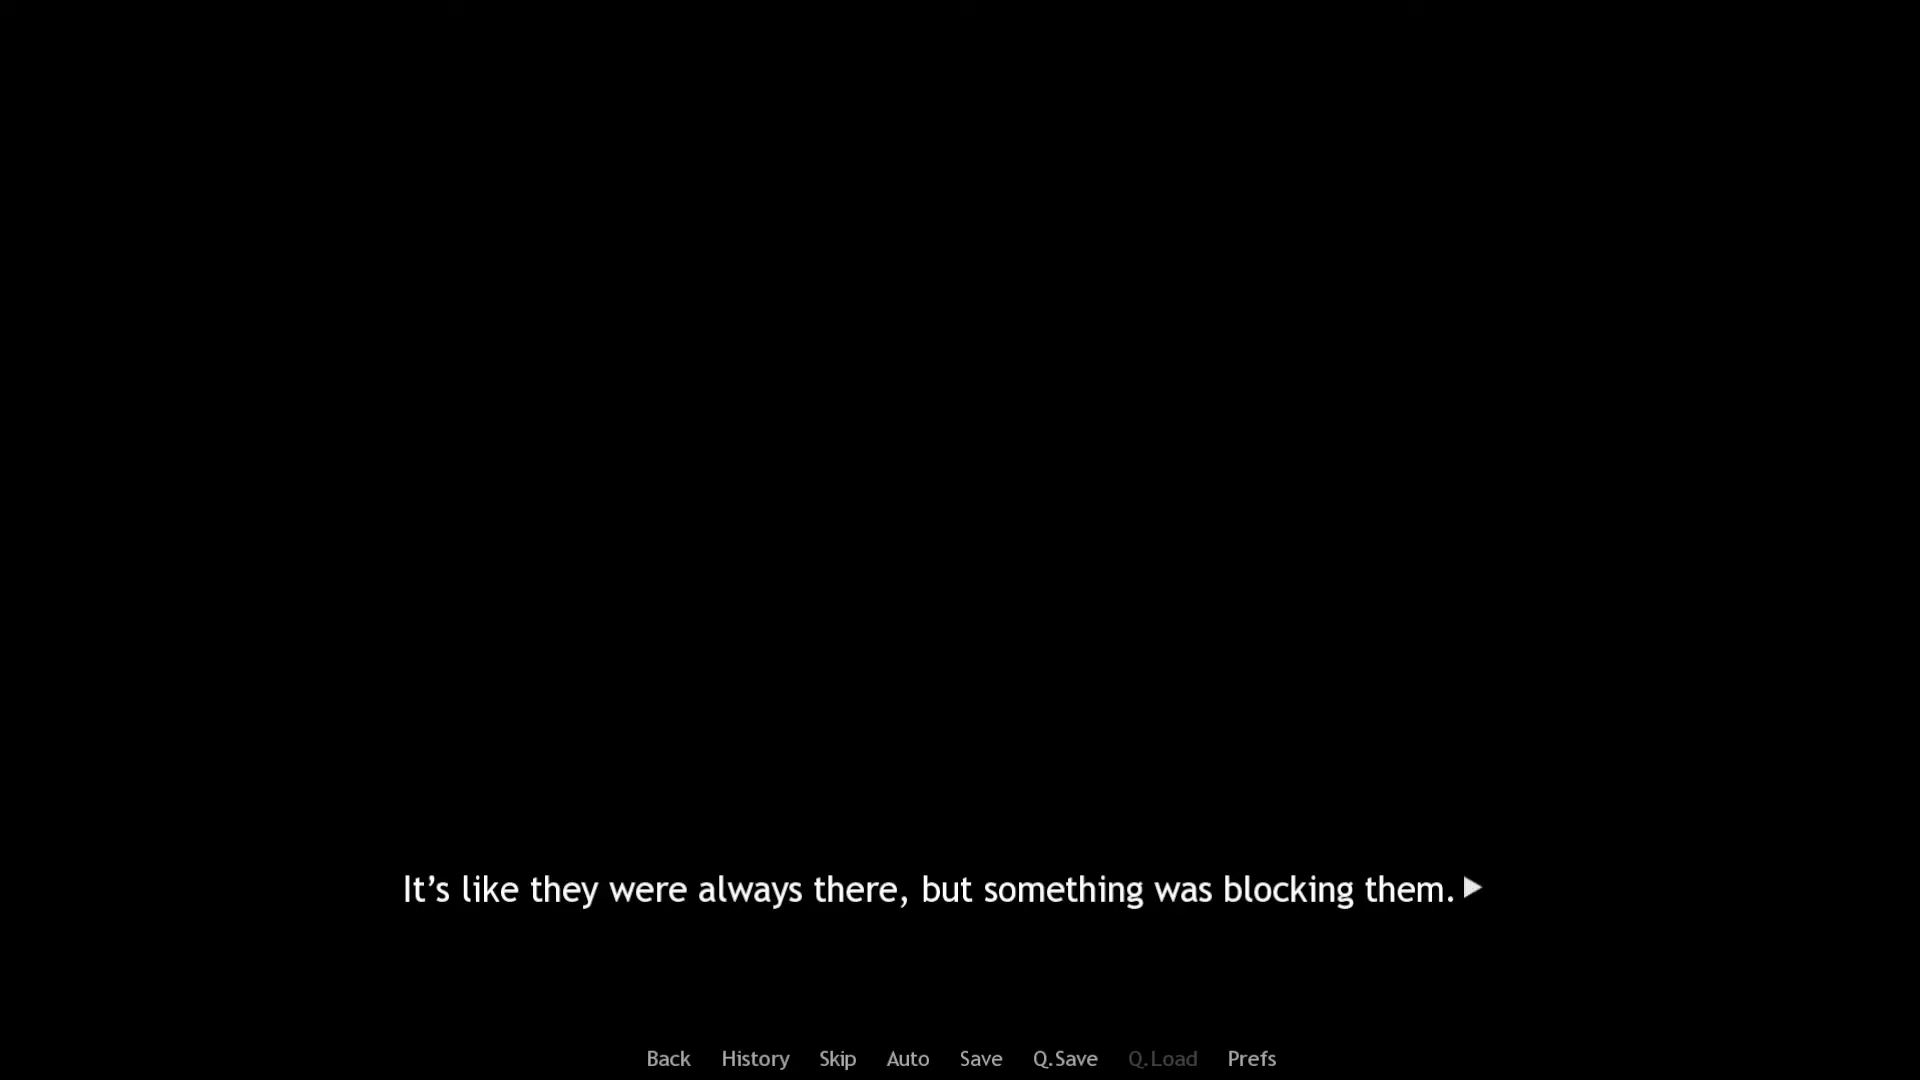 It’s like they were always there, but something was blocking them.
Back History Skip Auto Save Q.Save Q.Load Prefs